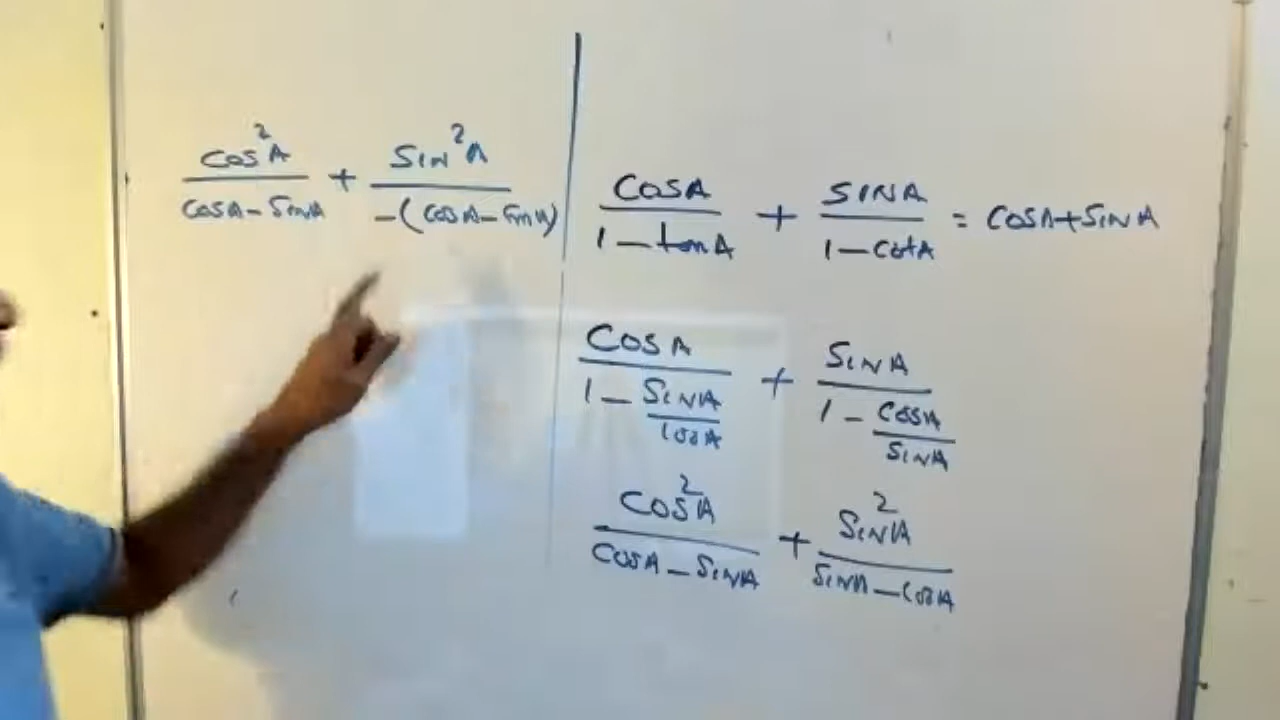 cos²A/(cosA - SinA) + Sin²A/-(cosA - SinA)
COSA/(1 - tanA) + SINA/(1 - cotA) = COSA+SINA
COSA/(1 - SINA/COSA) + SINA/(1 - COSA/SINA)
COS²A/(COSA - SINA) + SIN²A/(SINA - COSA)